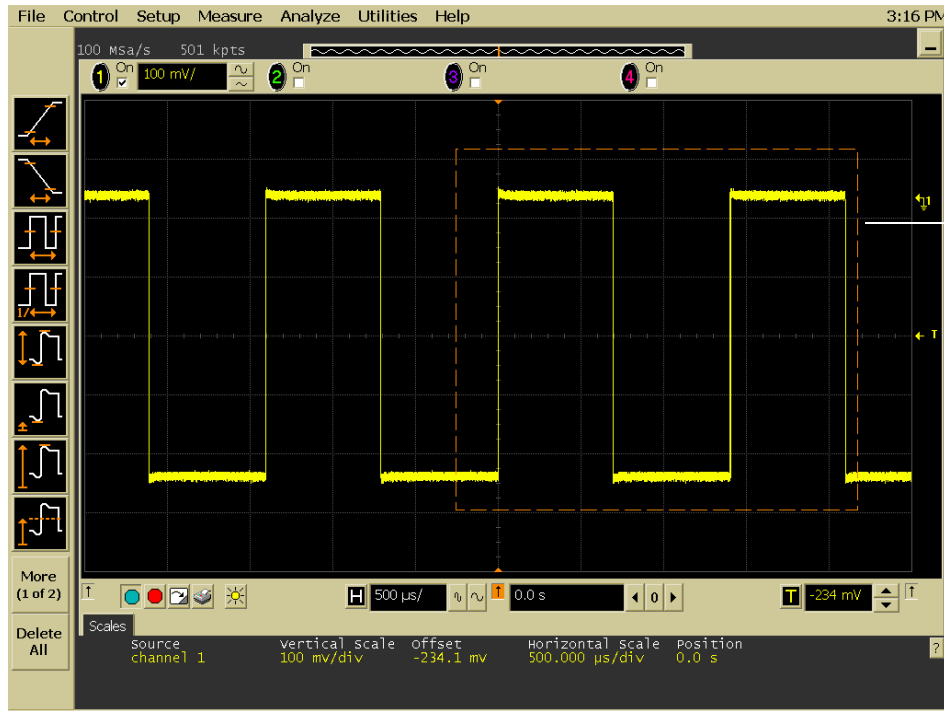 File Control Setup Measure Analyze Utilities Help 3:16 PM
100 MSa/s 501 kpts
1 On 100 mV/ 2 On 3 On 4 On
1
T
1/
More
(1 of 2)
Delete
All
H 500 µs/ 0.0 s 0 T -234 mV
Scales
Source Vertical Scale Offset Horizontal Scale Position
channel 1 100 mV/div -234.1 mV 500.000 µs/div 0.0 s
?